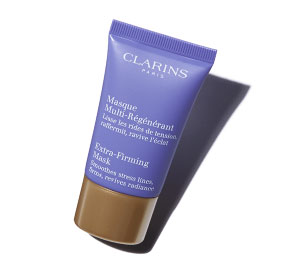 CLARINS
PARIS
Masque
Multi-Régénérant
Lisse les rides de tension,
raffermit, ravive l'éclat
Extra-Firming
Mask
Smoothes stress lines,
firms, revives radiance